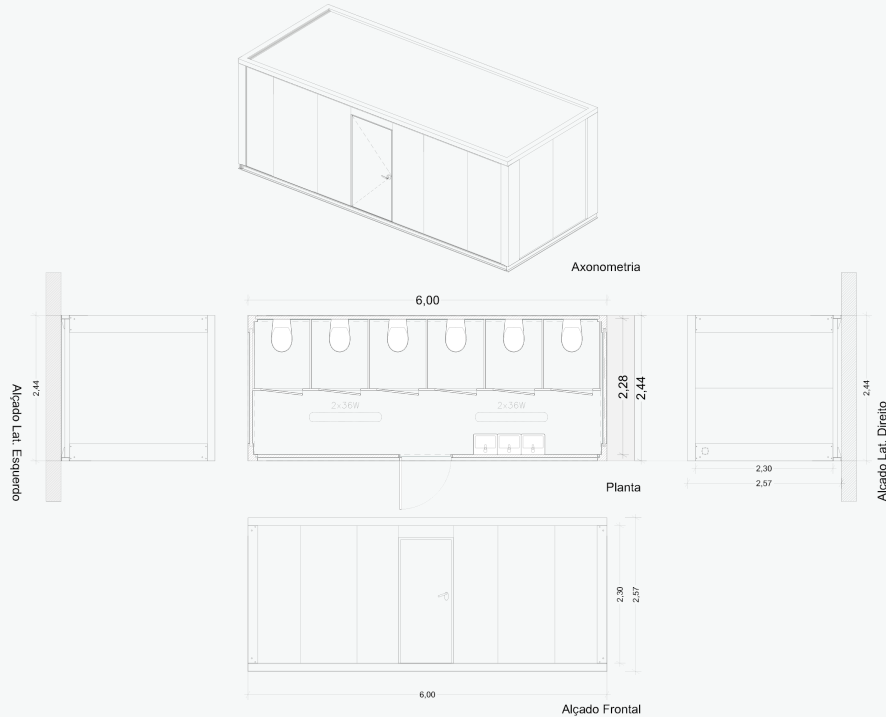 Axonometria
6,00
2x36W
2x36W
2,28
2,44
Planta
Alçado Lat. Esquerdo
2,44
2,44
2,30
2,57
Alçado Lat. Direito
2,30
2,57
6,00
Alçado Frontal